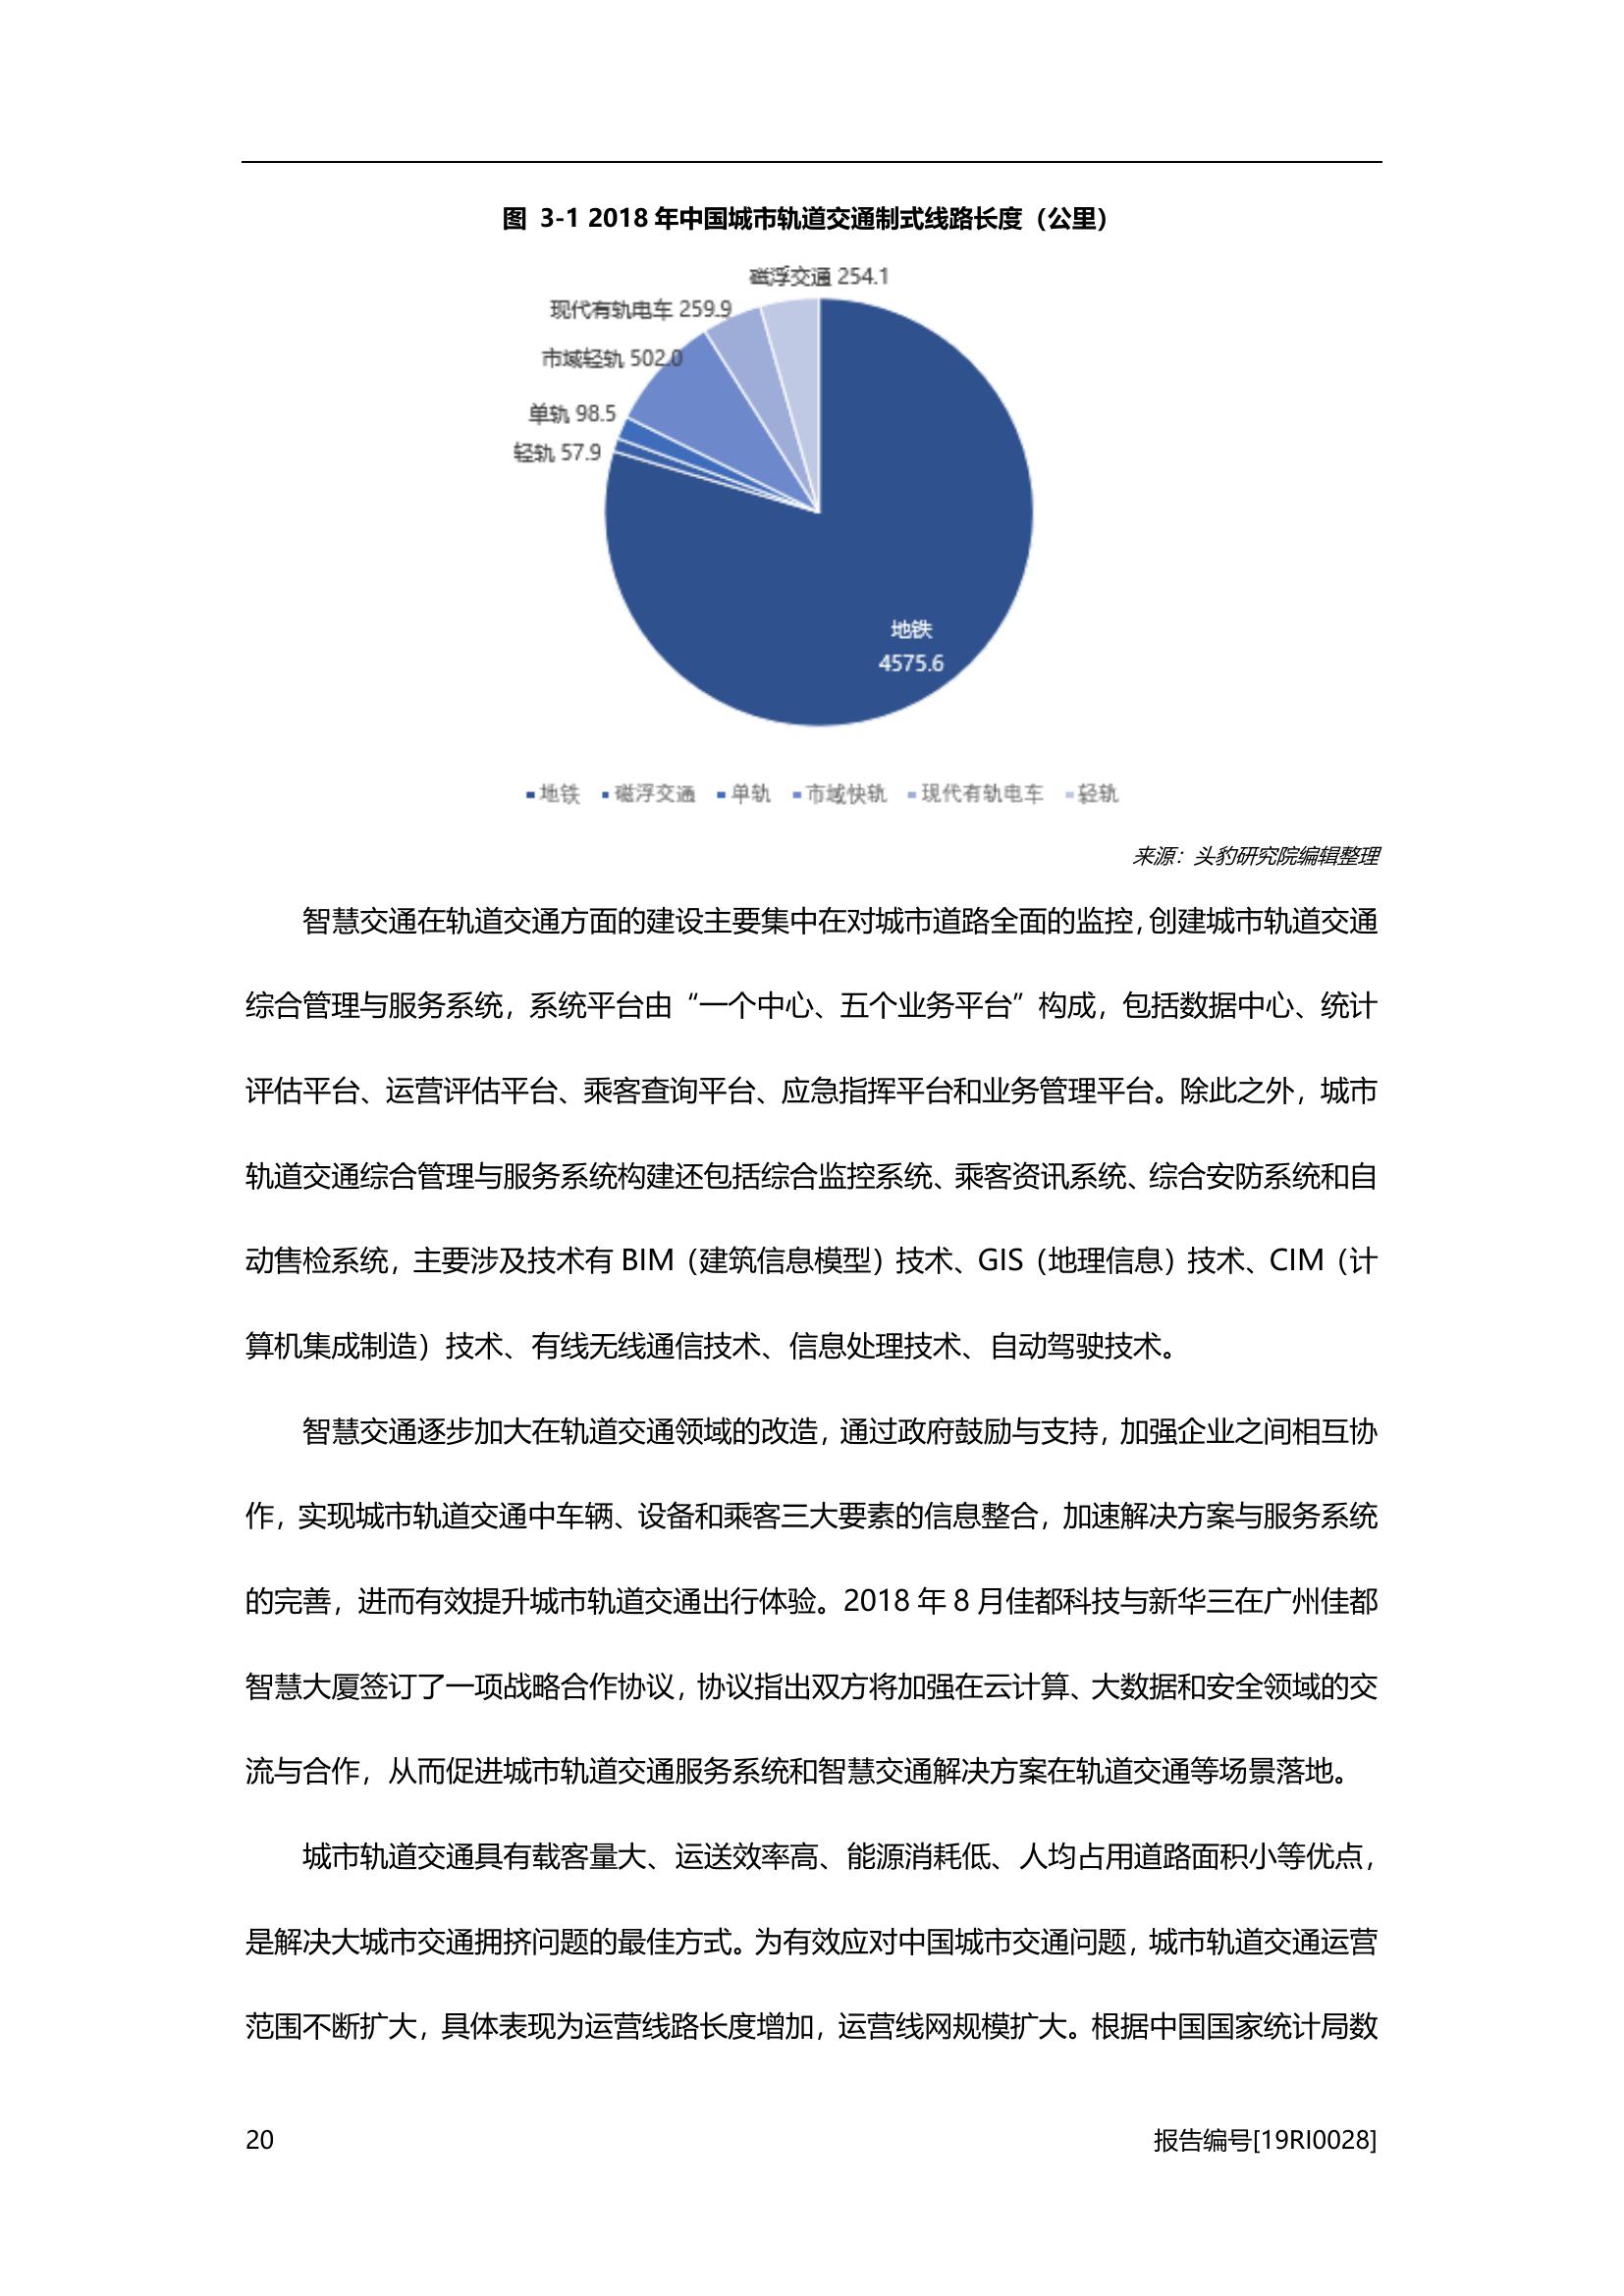 图 3-1 2018 年中国城市轨道交通制式线路长度（公里）
磁浮交通 254.1
现代有轨电车 259.9
市域轻轨 502.0
单轨 98.5
轻轨 57.9
地铁
4575.6
地铁 磁浮交通 单轨 市域快轨 现代有轨电车 轻轨
来源：头豹研究院编辑整理
智慧交通在轨道交通方面的建设主要集中在对城市道路全面的监控，创建城市轨道交通
综合管理与服务系统，系统平台由“一个中心、五个业务平台”构成，包括数据中心、统计
评估平台、运营评估平台、乘客查询平台、应急指挥平台和业务管理平台。除此之外，城市
轨道交通综合管理与服务系统构建还包括综合监控系统、乘客资讯系统、综合安防系统和自
动售检系统，主要涉及技术有 BIM（建筑信息模型）技术、GIS（地理信息）技术、CIM（计
算机集成制造）技术、有线无线通信技术、信息处理技术、自动驾驶技术。
智慧交通逐步加大在轨道交通领域的改造，通过政府鼓励与支持，加强企业之间相互协
作，实现城市轨道交通中车辆、设备和乘客三大要素的信息整合，加速解决方案与服务系统
的完善，进而有效提升城市轨道交通出行体验。2018 年 8 月佳都科技与新华三在广州佳都
智慧大厦签订了一项战略合作协议，协议指出双方将加强在云计算、大数据和安全领域的交
流与合作，从而促进城市轨道交通服务系统和智慧交通解决方案在轨道交通等场景落地。
城市轨道交通具有载客量大、运送效率高、能源消耗低、人均占用道路面积小等优点，
是解决大城市交通拥挤问题的最佳方式。为有效应对中国城市交通问题，城市轨道交通运营
范围不断扩大，具体表现为运营线路长度增加，运营线网规模扩大。根据中国国家统计局数
20
报告编号[19RI0028]